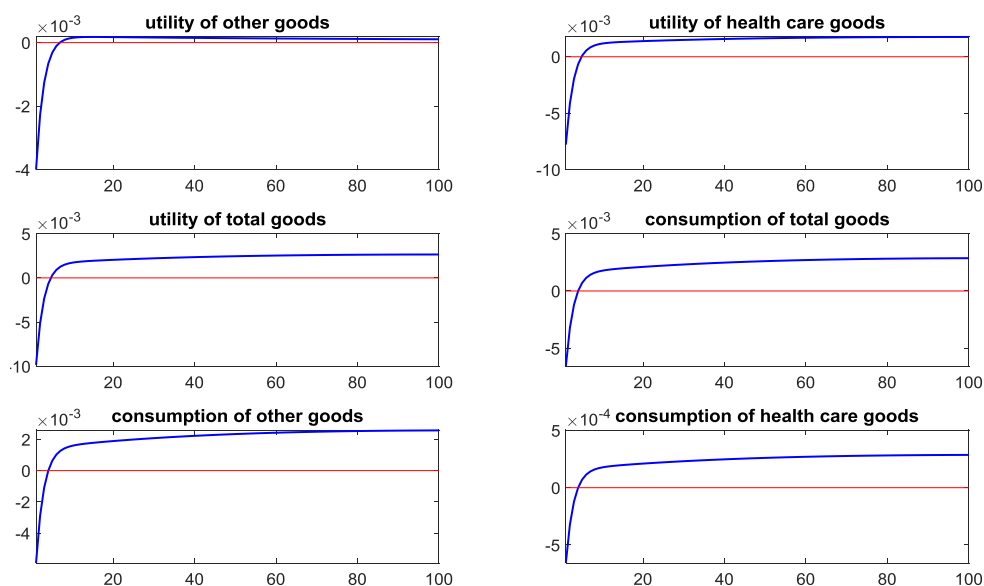 utility of other goods
×10-3
0
-2
-4
20 40 60 80 100
utility of health care goods
×10-3
0
-5
-10
20 40 60 80 100
utility of total goods
×10-3
5
0
-5
-10
20 40 60 80 100
consumption of total goods
×10-3
5
0
-5
20 40 60 80 100
consumption of other goods
×10-3
2
0
-2
-4
20 40 60 80 100
consumption of health care goods
×10-4
5
0
-5
20 40 60 80 100